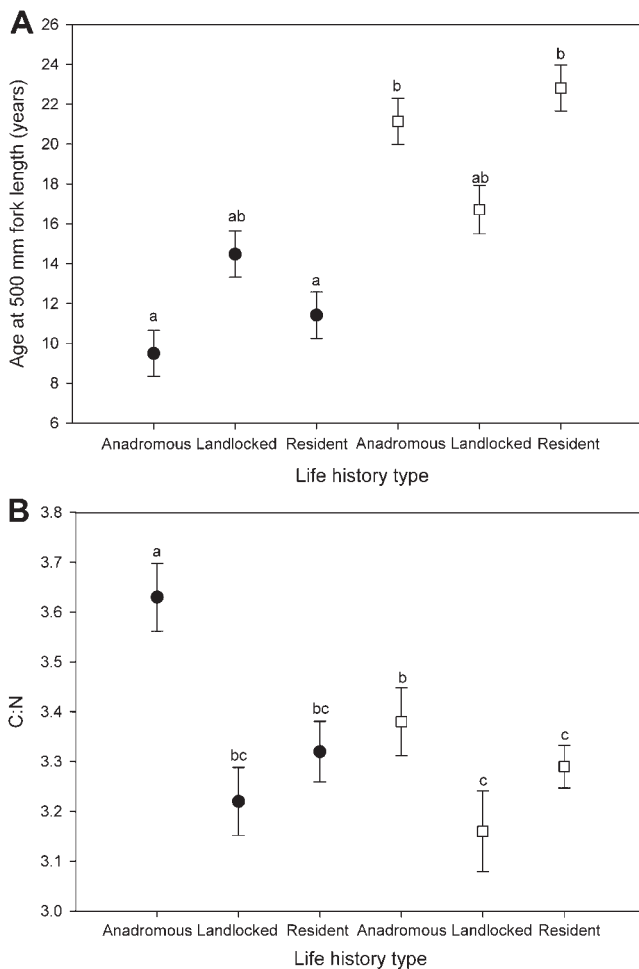 A
Age at 500 mm fork length (years)
26
24
22
20
18
16
14
12
10
8
6
a
ab
a
b
ab
b
Anadromous Landlocked Resident Anadromous Landlocked Resident
Life history type
B
C:N
3.8
3.7
3.6
3.5
3.4
3.3
3.2
3.1
3.0
a
bc
bc
b
c
c
Anadromous Landlocked Resident Anadromous Landlocked Resident
Life history type